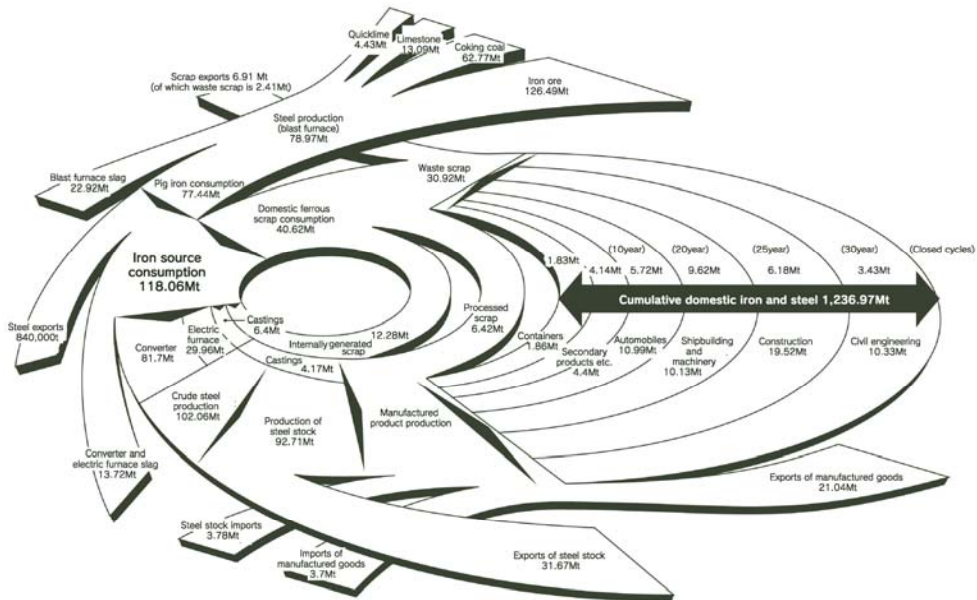 Quicklime
4.43Mt
Limestone
13.09Mt
Coking coal
62.77Mt
Scrap exports 6.91 Mt
(of which waste scrap is 2.41Mt)
Iron ore
126.49Mt
Steel production
(blast furnace)
78.97Mt
Blast furnace slag
22.92Mt
Pig iron consumption
77.44Mt
Waste scrap
30.92Mt
Domestic ferrous
scrap consumption
40.62Mt
Iron source
consumption
118.06Mt
1.83Mt
4.14Mt
(10year)
5.72Mt
(20year)
9.62Mt
(25year)
6.18Mt
(30year)
3.43Mt
(Closed cycles)
Cumulative domestic iron and steel 1,236.97Mt
Steel exports
840,000t
Castings
6.4Mt
Electric
furnace
29.96Mt
Converter
81.7Mt
12.28Mt
Internally generated
scrap
Processed
scrap
6.42Mt
Castings
4.17Mt
Containers
1.86Mt
Secondary
products etc.
4.4Mt
Automobiles
10.99Mt
Shipbuilding
and
machinery
10.13Mt
Construction
19.52Mt
Civil engineering
10.33Mt
Crude steel
production
102.06Mt
Production of
steel stock
92.71Mt
Manufactured
product production
Converter and
electric furnace slag
13.72Mt
Exports of manufactured goods
21.04Mt
Steel stock imports
3.78Mt
Imports of
manufactured goods
3.7Mt
Exports of steel stock
31.67Mt